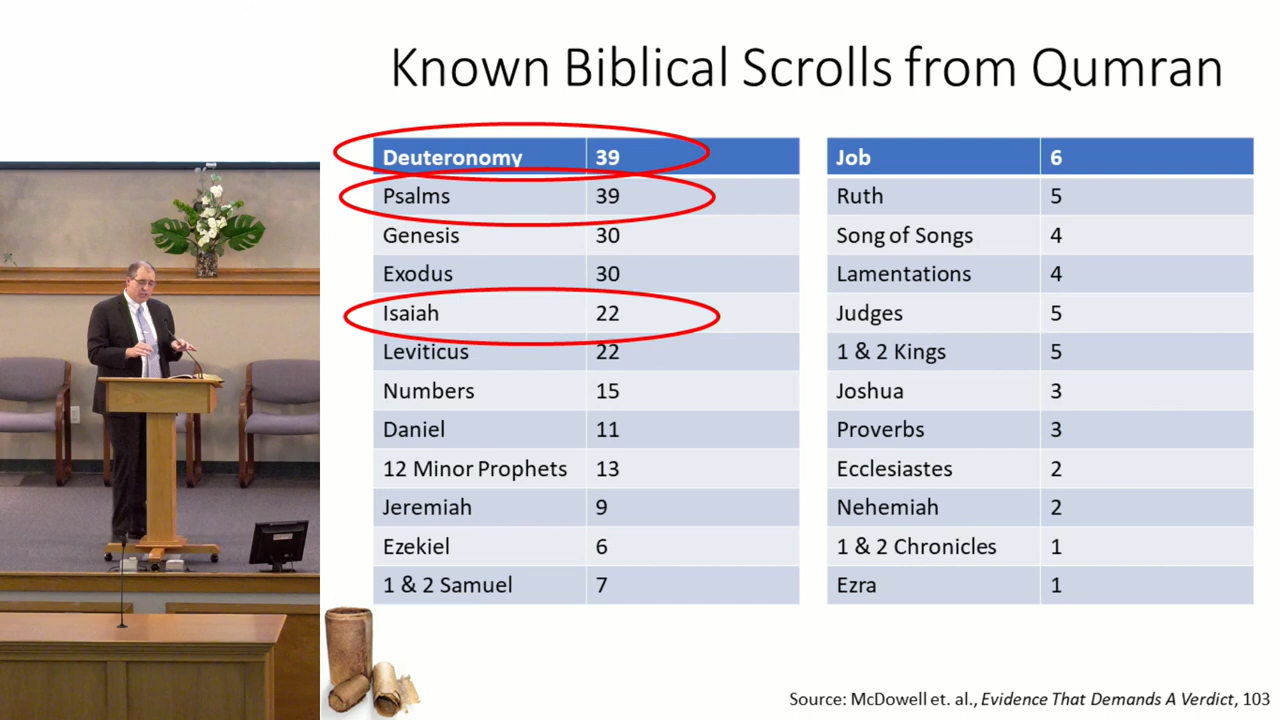 Known Biblical Scrolls from Qumran
Deuteronomy 39
Psalms 39
Genesis 30
Exodus 30
Isaiah 22
Leviticus 22
Numbers 15
Daniel 11
12 Minor Prophets 13
Jeremiah 9
Ezekiel 6
1 & 2 Samuel 7
Job 6
Ruth 5
Song of Songs 4
Lamentations 4
Judges 5
1 & 2 Kings 5
Joshua 3
Proverbs 3
Ecclesiastes 2
Nehemiah 2
1 & 2 Chronicles 1
Ezra 1
Source: McDowell et. al., Evidence That Demands A Verdict, 103